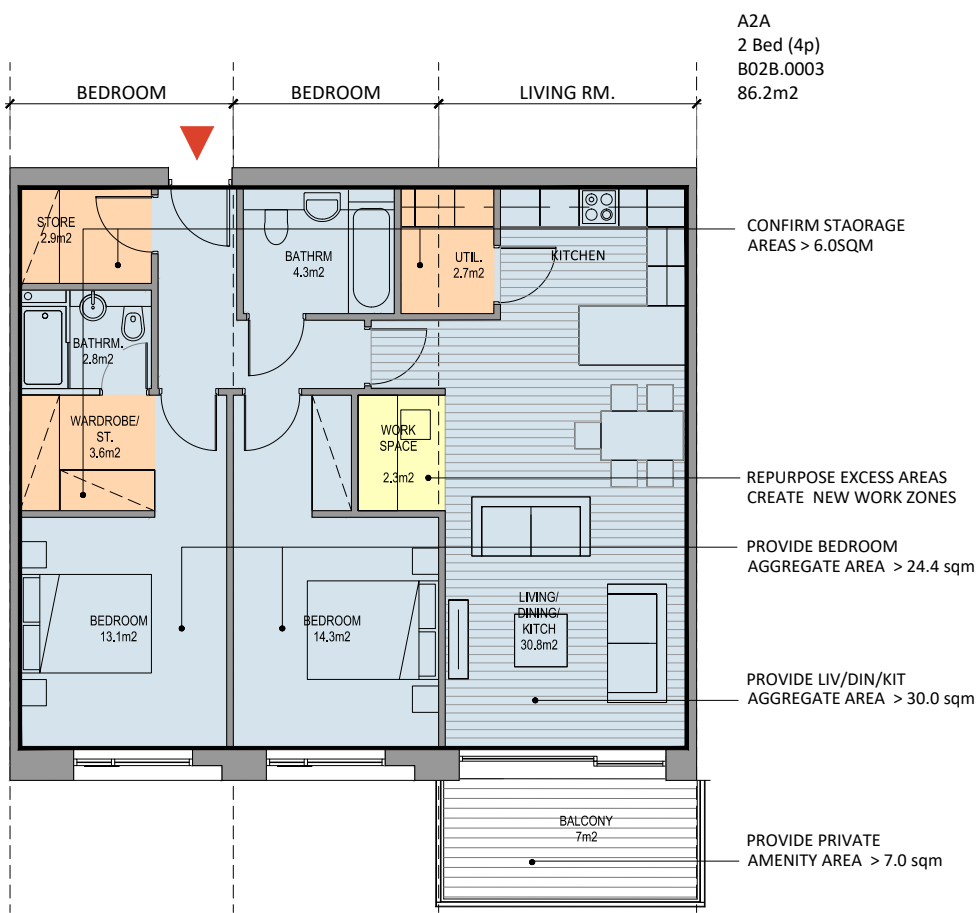 A2A
2 Bed (4p)
B02B.0003
86.2m2
BEDROOM
BEDROOM
LIVING RM.
STORE
2.9m2
BATHRM
4.3m2
UTIL.
2.7m2
KITCHEN
CONFIRM STAORAGE
AREAS > 6.0SQM
BATHRM.
2.8m2
WARDROBE/
ST.
3.6m2
WORK
SPACE
2.3m2
REPURPOSE EXCESS AREAS
CREATE NEW WORK ZONES
PROVIDE BEDROOM
AGGREGATE AREA > 24.4 sqm
BEDROOM
13.1m2
BEDROOM
14.3m2
LIVING/
DINING/
KITCH
30.8m2
PROVIDE LIV/DIN/KIT
AGGREGATE AREA > 30.0 sqm
BALCONY
7m2
PROVIDE PRIVATE
AMENITY AREA > 7.0 sqm